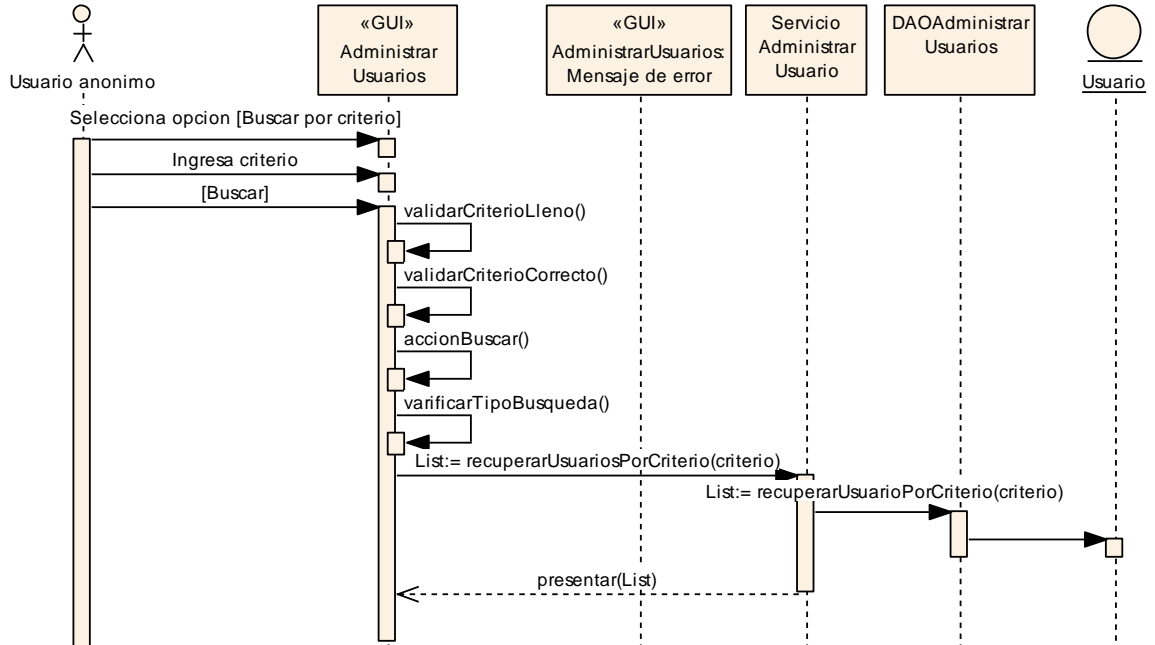 «GUI»
Administrar
Usuarios
«GUI»
AdministrarUsuarios:
Mensaje de error
Servicio
Administrar
Usuario
DAOAdministrar
Usuarios
Usuario anonimo
Usuario
Selecciona opcion [Buscar por criterio]
Ingresa criterio
[Buscar]
validarCriterioLleno()
validarCriterioCorrecto()
accionBuscar()
varificarTipoBusqueda()
List:= recuperarUsuariosPorCriterio(criterio)
List:= recuperarUsuarioPorCriterio(criterio)
presentar(List)